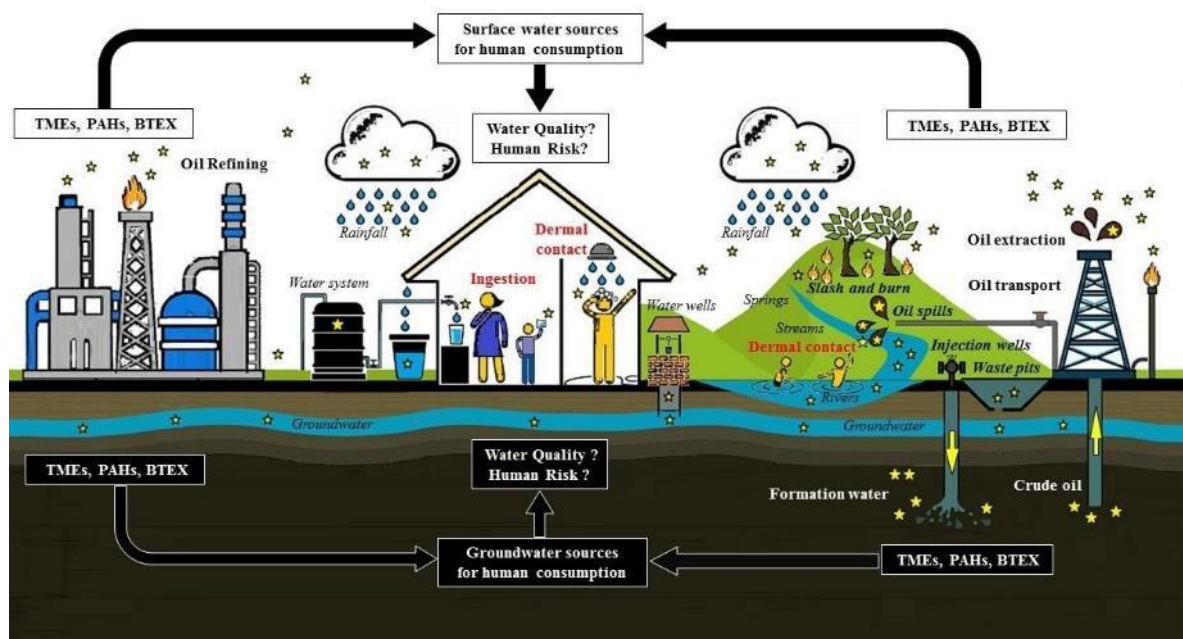 Surface water sources
for human consumption
TMEs, PAHs, BTEX
Water Quality?
Human Risk?
TMEs, PAHs, BTEX
Oil Refining
Rainfall
Dermal
contact
Rainfall
Oil extraction
Water system
Ingestion
Water wells
Springs
Slash and burn
Oil transport
Oil spills
Streams
Dermal contact
Injection wells
Waste pits
Rivers
Groundwater
Groundwater
TMEs, PAHs, BTEX
Water Quality ?
Human Risk ?
Formation water
Crude oil
Groundwater sources
for human consumption
TMEs, PAHs, BTEX